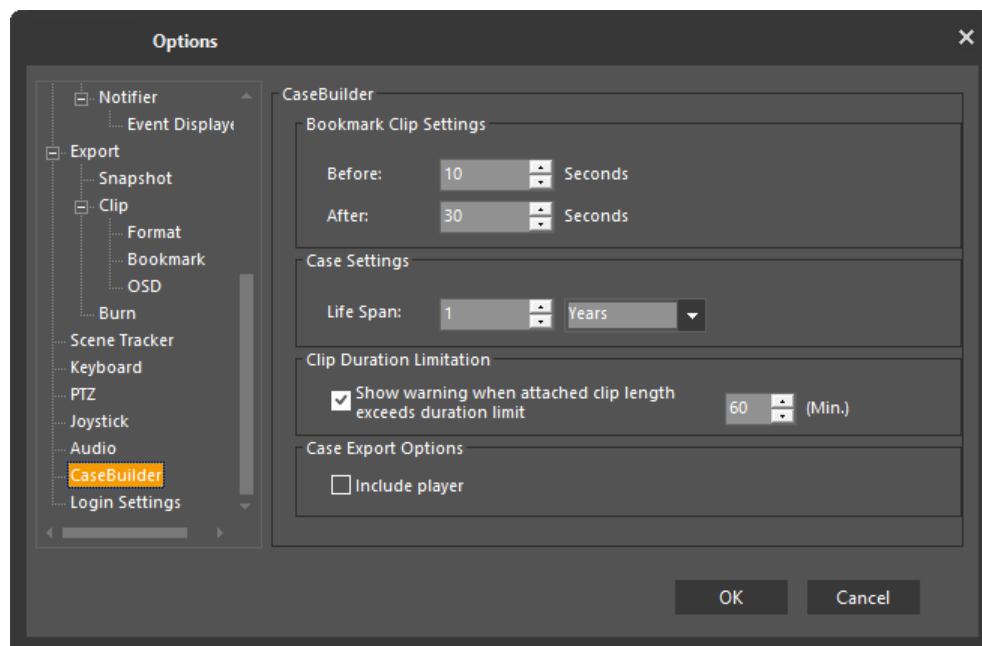 Options
Notifier
Event Displaye
Export
Snapshot
Clip
Format
Bookmark
OSD
Burn
Scene Tracker
Keyboard
PTZ
Joystick
Audio
CaseBuilder
Login Settings
CaseBuilder
Bookmark Clip Settings
Before: 10 Seconds
After: 30 Seconds
Case Settings
Life Span: 1 Years
Clip Duration Limitation
Show warning when attached clip length
exceeds duration limit
60 (Min.)
Case Export Options
Include player
OK Cancel